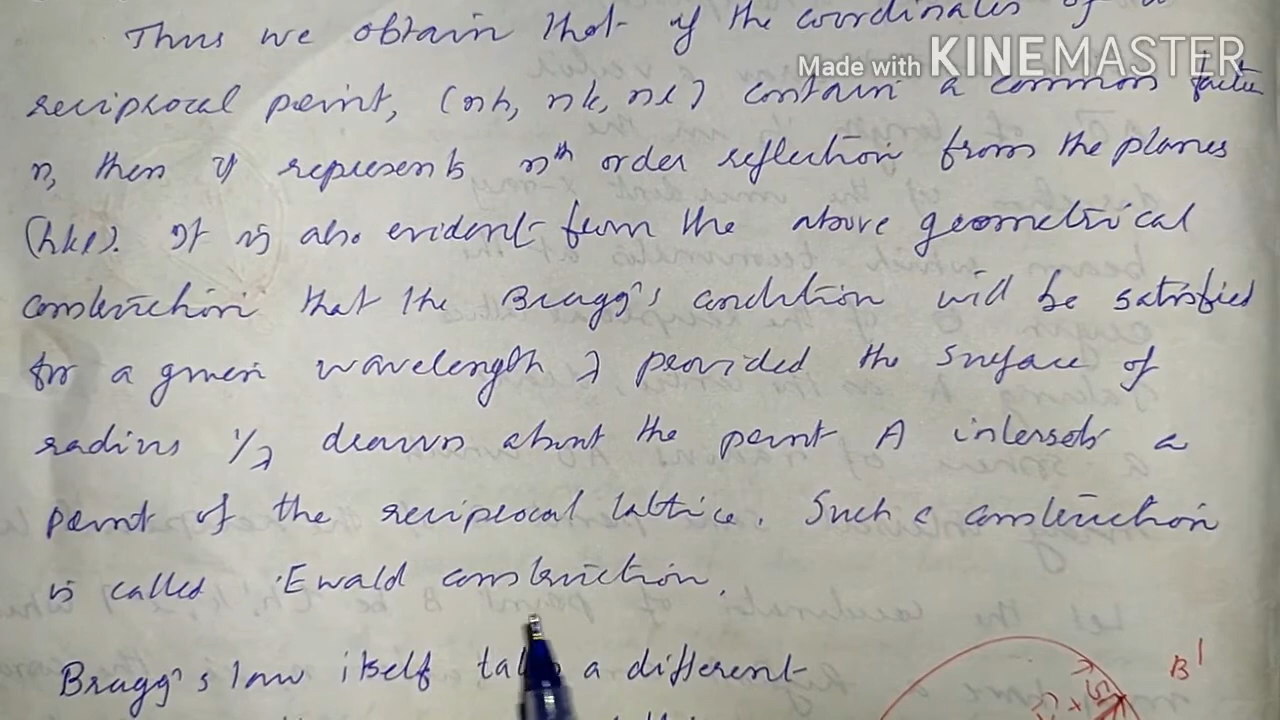 Thus we obtain that if the coordinates of a
Made with KINEMASTER
reciprocal point, (nh, nk, nl) contain a common factor
n, then it represents nth order reflection from the planes
(hkl). It is also evident from the above geometrical
construction that the Bragg's condition will be satisfied
for a given wavelength λ provided the surface of
radius 1/λ drawn about the point A intersets a
point of the reciprocal lattice. Such a construction
is called Ewald construction.
Bragg's law itself a different
B'